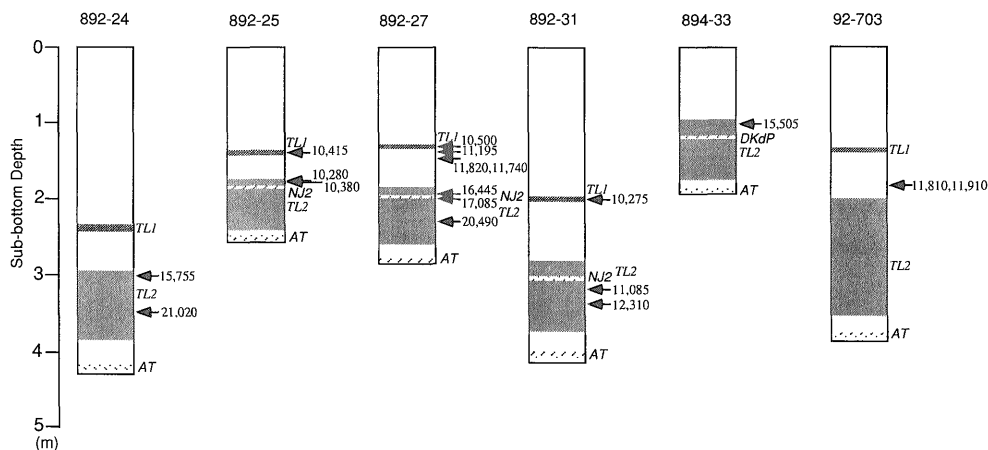 892-24
892-25
892-27
892-31
894-33
92-703
Sub-bottom Depth
0
1
2
3
4
5
(m)
TL1
15,755
TL2
21,020
AT
TL1
10,415
10,280
10,380
NJ2
TL2
AT
TL1
10,500
11,195
11,820,11,740
16,445
NJ2
17,085
TL2
20,490
AT
TL1
10,275
TL2
NJ2
11,085
12,310
AT
15,505
DKdP
TL2
AT
TL1
11,810,11,910
TL2
AT